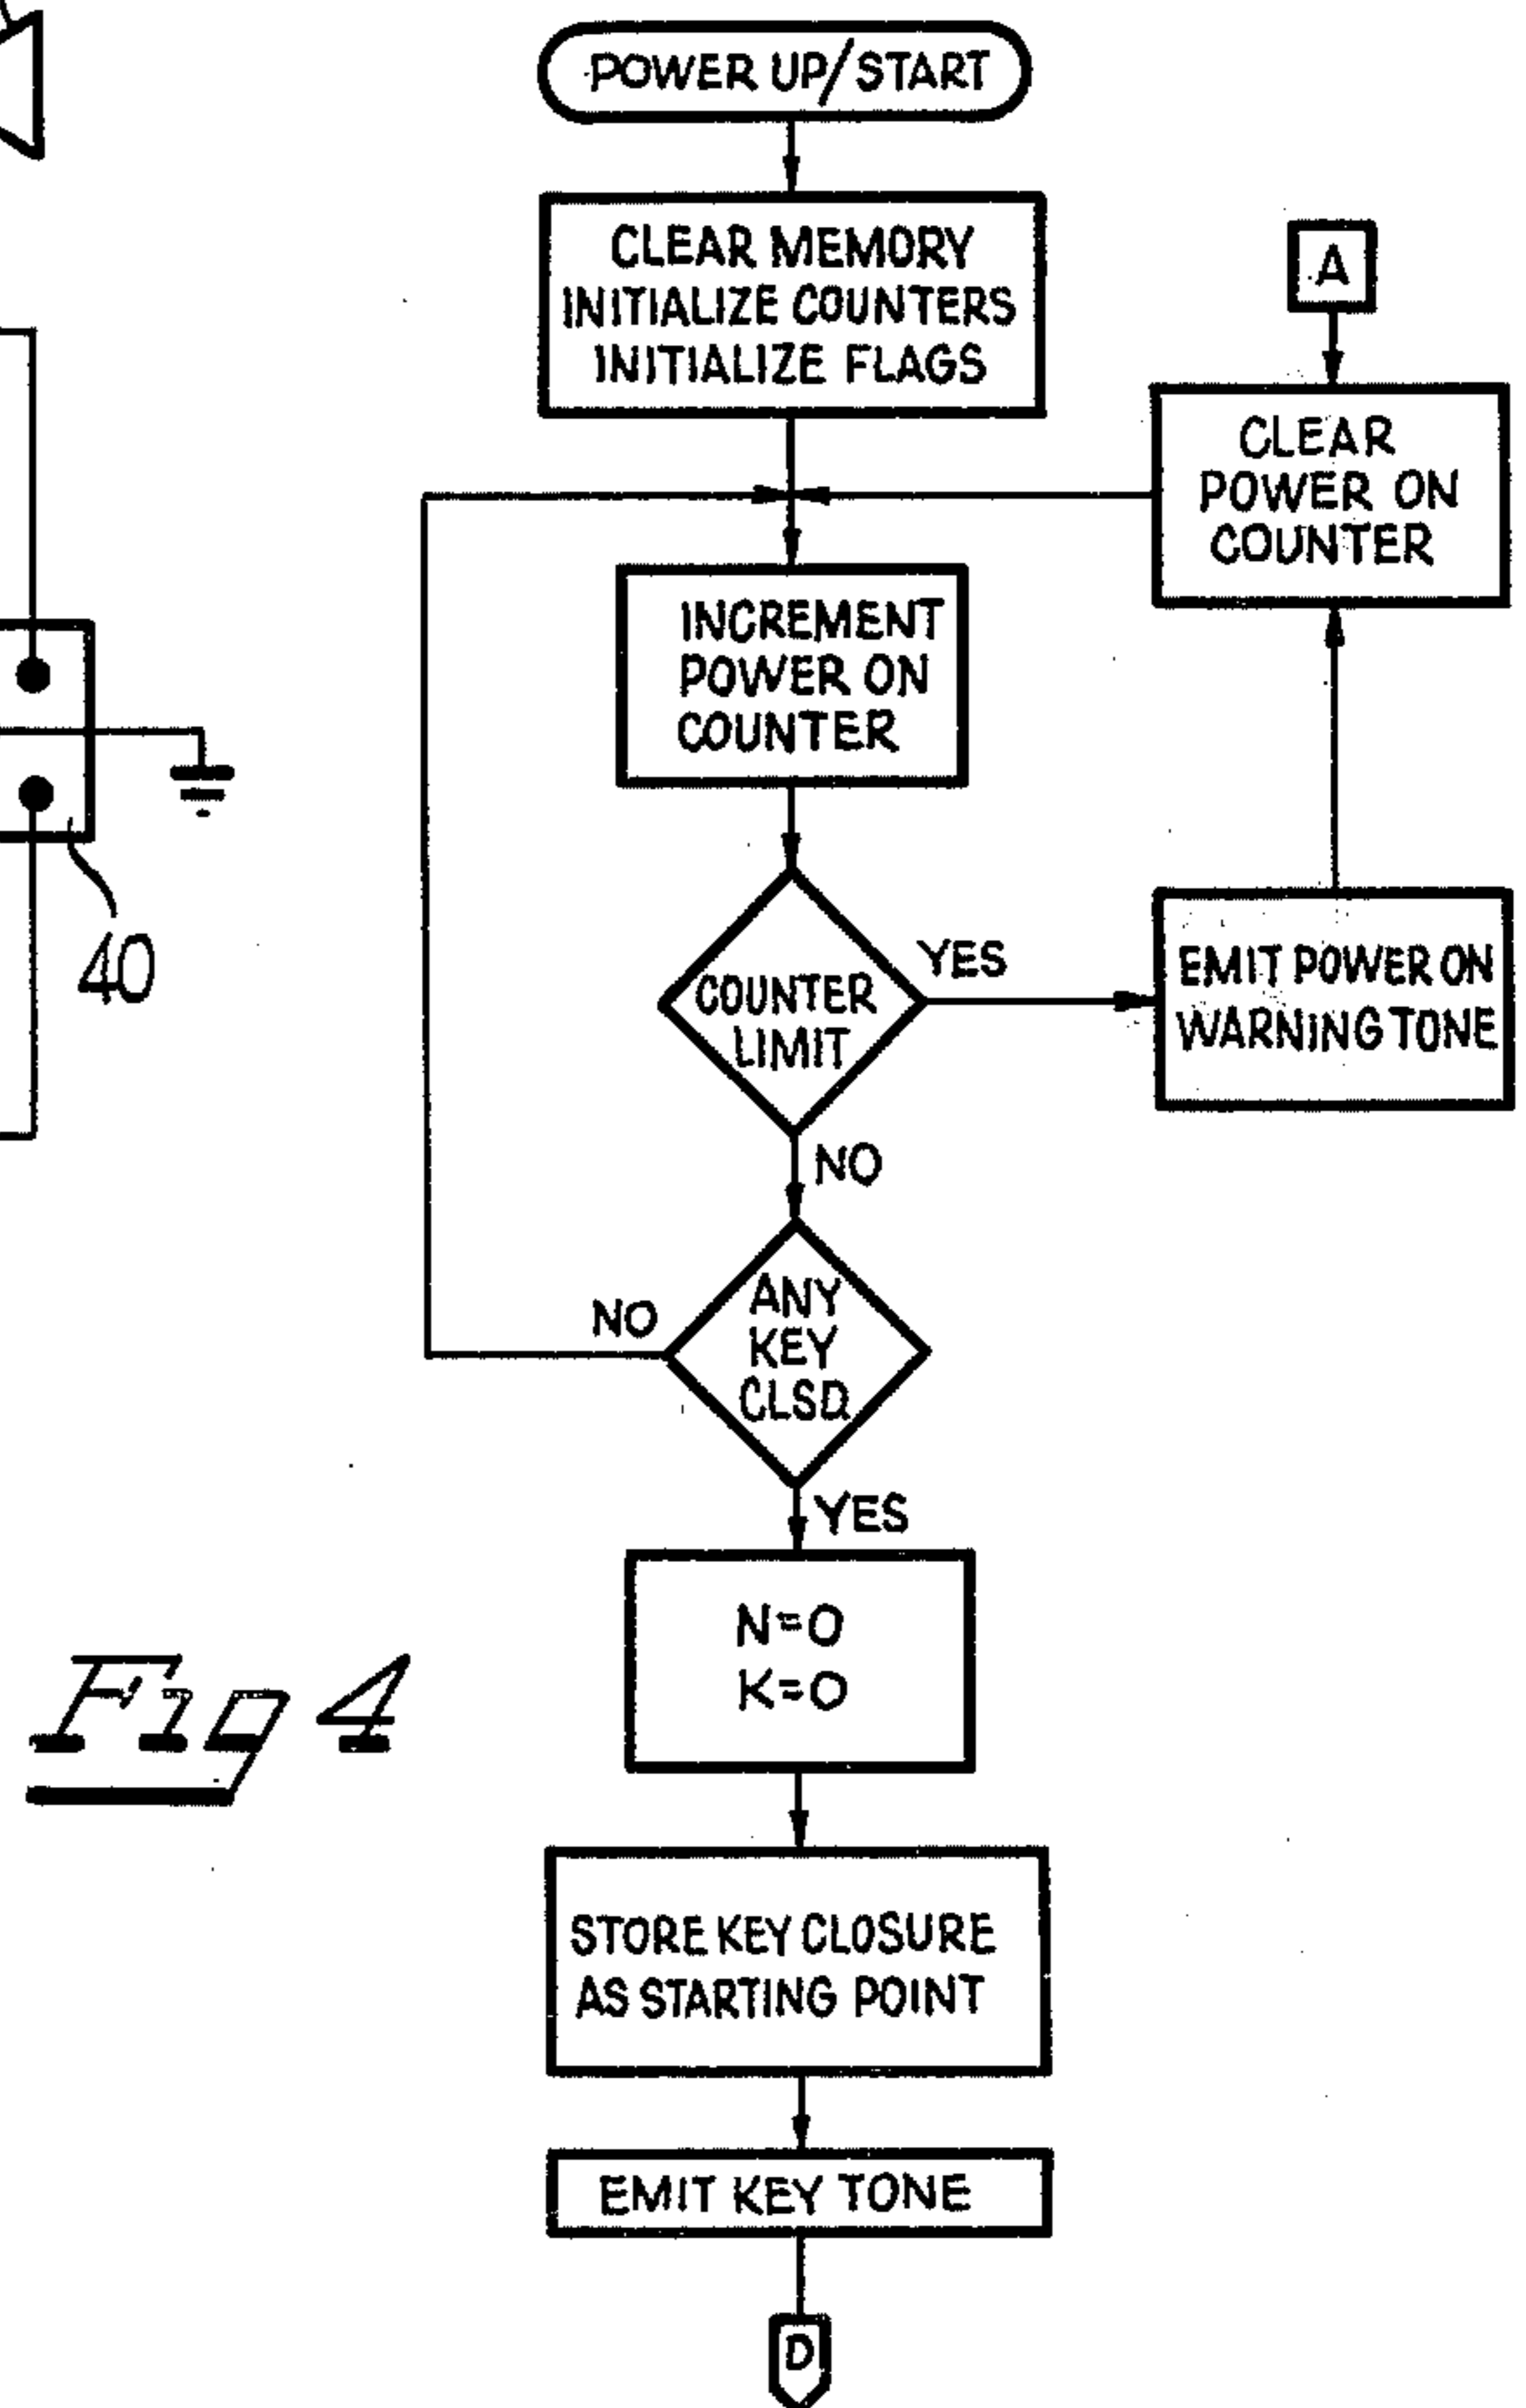 POWER UP/START
CLEAR MEMORY
INITIALIZE COUNTERS
INITIALIZE FLAGS
A
CLEAR
POWER ON
COUNTER
INCREMENT
POWER ON
COUNTER
40
COUNTER
LIMIT
YES
EMIT POWER ON
WARNING TONE
NO
ANY
KEY
CLSD.
NO
YES
N=0
K=0
Fig 4
STORE KEY CLOSURE
AS STARTING POINT
EMIT KEY TONE
D